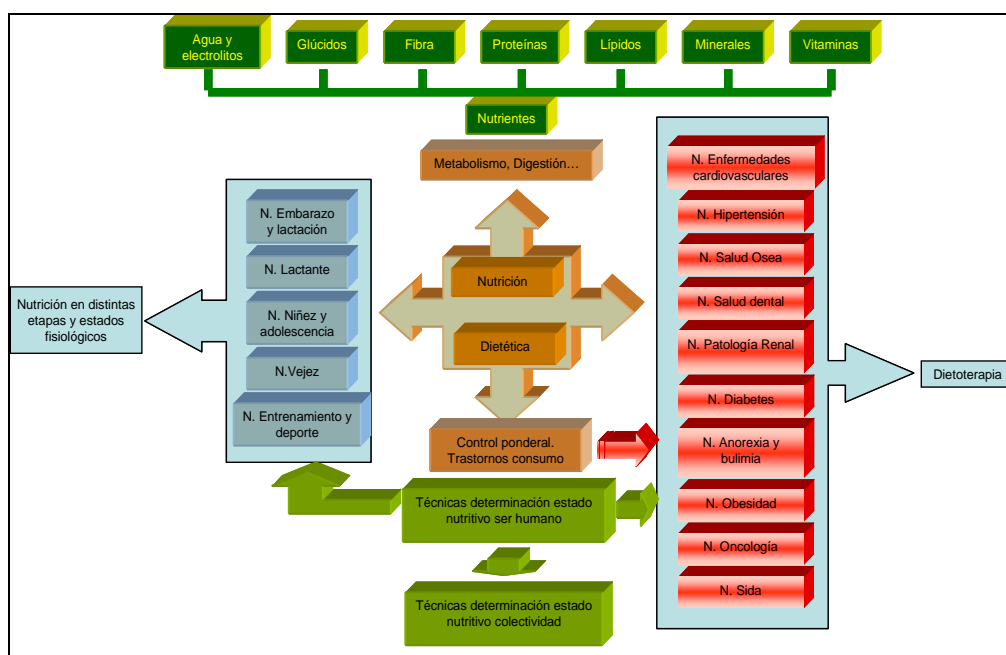 Agua y
electrolitos
Glúcidos
Fibra
Proteínas
Lípidos
Minerales
Vitaminas
Nutrientes
Metabolismo, Digestión…
N. Embarazo
y lactación
N. Lactante
N. Niñez y
adolescencia
N.Vejez
N. Entrenamiento y
deporte
Nutrición en distintas
etapas y estados
fisiológicos
Nutrición
Dietética
Control ponderal.
Trastornos consumo
Técnicas determinación estado
nutritivo ser humano
Técnicas determinación estado
nutritivo colectividad
N. Enfermedades
cardiovasculares
N. Hipertensión
N. Salud Osea
N. Salud dental
N. Patología Renal
N. Diabetes
N. Anorexia y
bulimia
N. Obesidad
N. Oncología
N. Sida
Dietoterapia